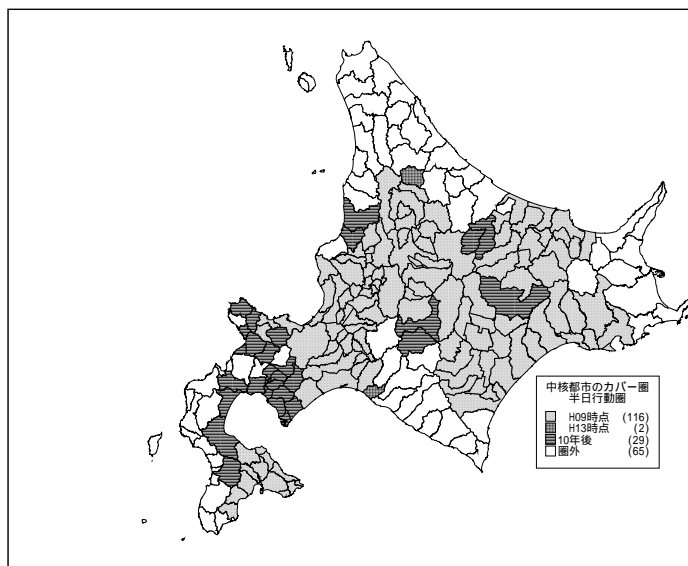 中核都市のカバー圏
半日行動圏
H09時点 (116)
H13時点 (2)
10年後 (29)
圏外 (65)